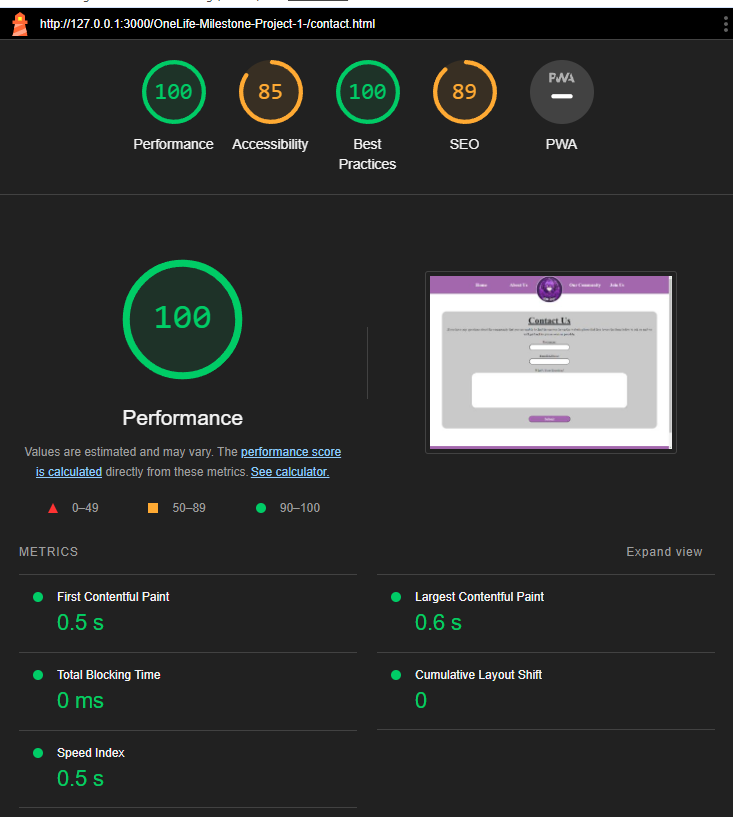 http://127.0.0.1:3000/OneLife-Milestone-Project-1-/contact.html
100
85
100
89
PWA
Performance
Accessibility
Best
Practices
SEO
PWA
100
Performance
Values are estimated and may vary. The performance score
is calculated directly from these metrics. See calculator.
0–49
50–89
90–100
Home
About Us
Our Community
Join Us
Contact Us
METRICS
Expand view
First Contentful Paint
0.5 s
Largest Contentful Paint
0.6 s
Total Blocking Time
0 ms
Cumulative Layout Shift
0
Speed Index
0.5 s